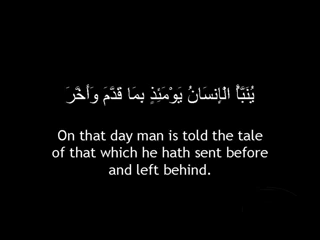 يُنَبَّأُ الْإِنسَانُ يَوْمَئِذٍ بِمَا قَدَّمَ وَأَخَّرَ
On that day man is told the tale
of that which he hath sent before
and left behind.